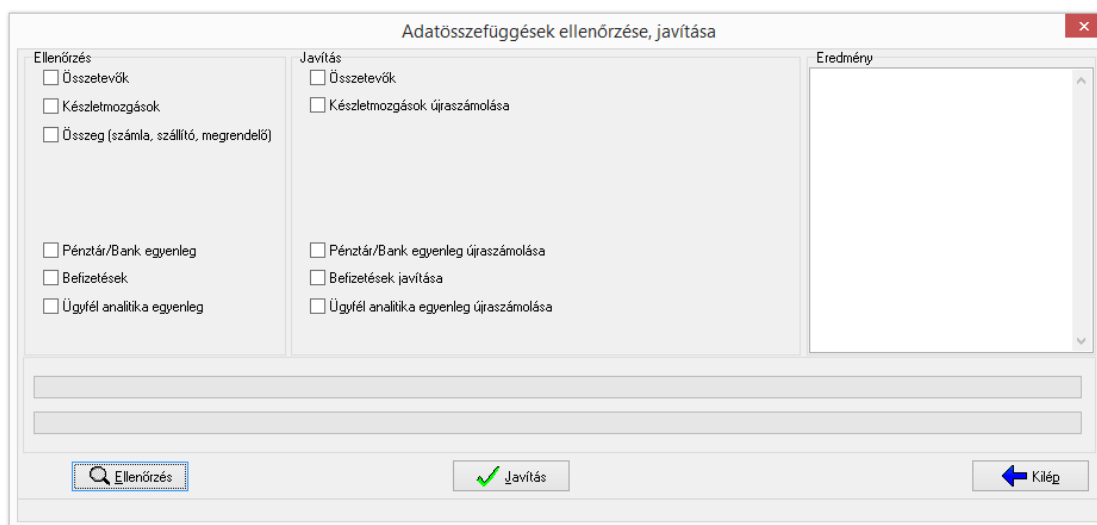 Adatösszefüggések ellenőrzése, javítása
Ellenőrzés
Összetevők
Készletmozgások
Összeg (számla, szállító, megrendelő)
Pénztár/Bank egyenleg
Befizetések
Ügyfél analitika egyenleg
Javítás
Összetevők
Készletmozgások újraszámolása
Pénztár/Bank egyenleg újraszámolása
Befizetések javítása
Ügyfél analitika egyenleg újraszámolása
Eredmény
Ellenőrzés
Javítás
Kilép